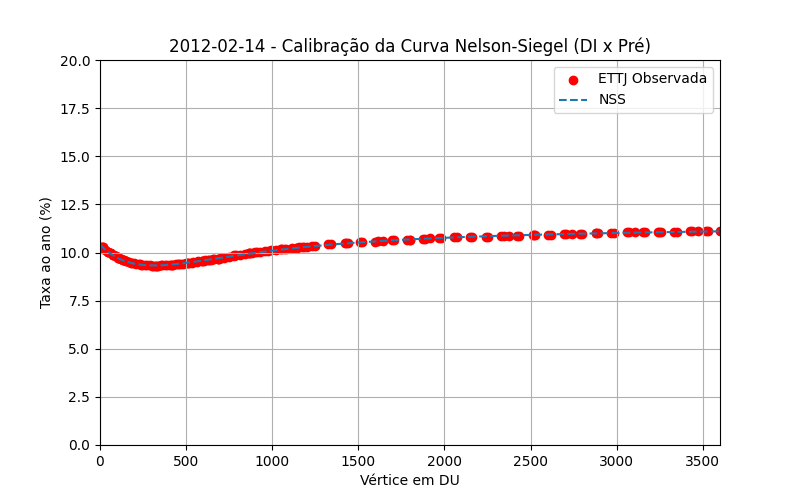 2012-02-14 - Calibração da Curva Nelson-Siegel (DI x Pré)
ETTJ Observada
NSS
20.0
17.5
15.0
12.5
10.0
7.5
5.0
2.5
0.0
Taxa ao ano (%)
0 500 1000 1500 2000 2500 3000 3500
Vértice em DU